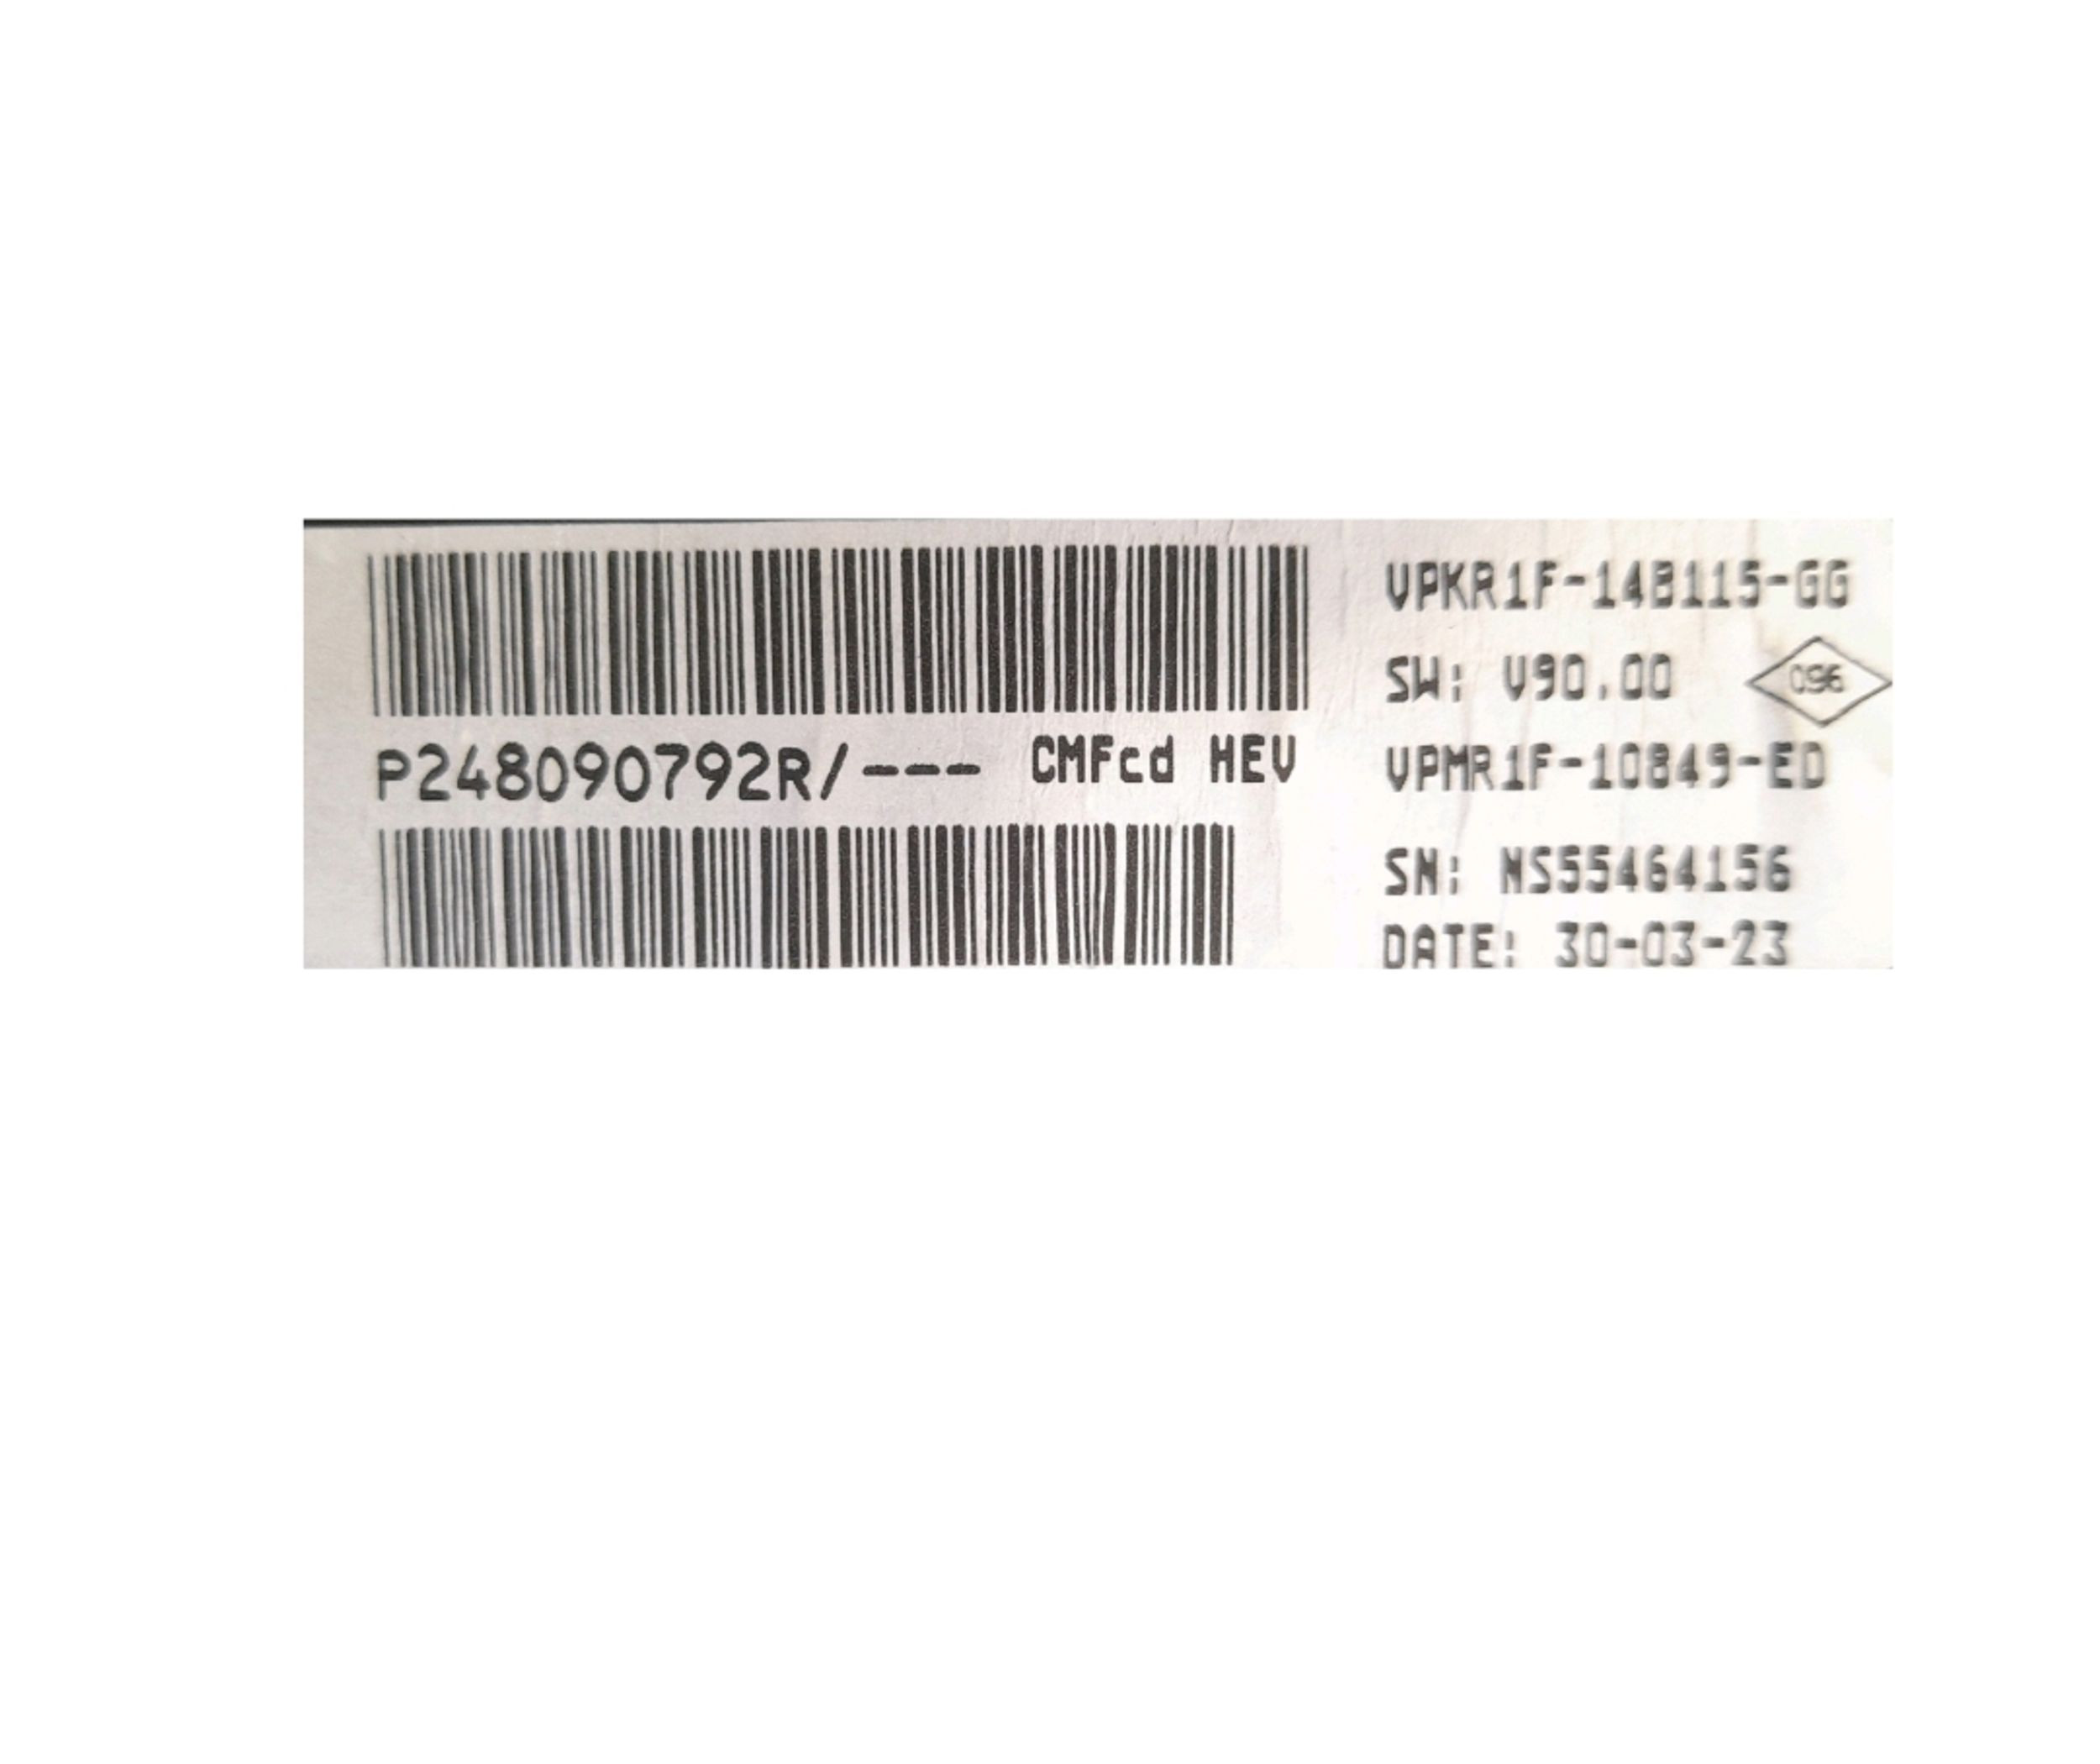 P248090792R/--- CMFcd HEV
VPKR1F-14B115-GG
SW: V90.00
096
VPMR1F-10849-ED
SN: NS55464156
DATE: 30-03-23